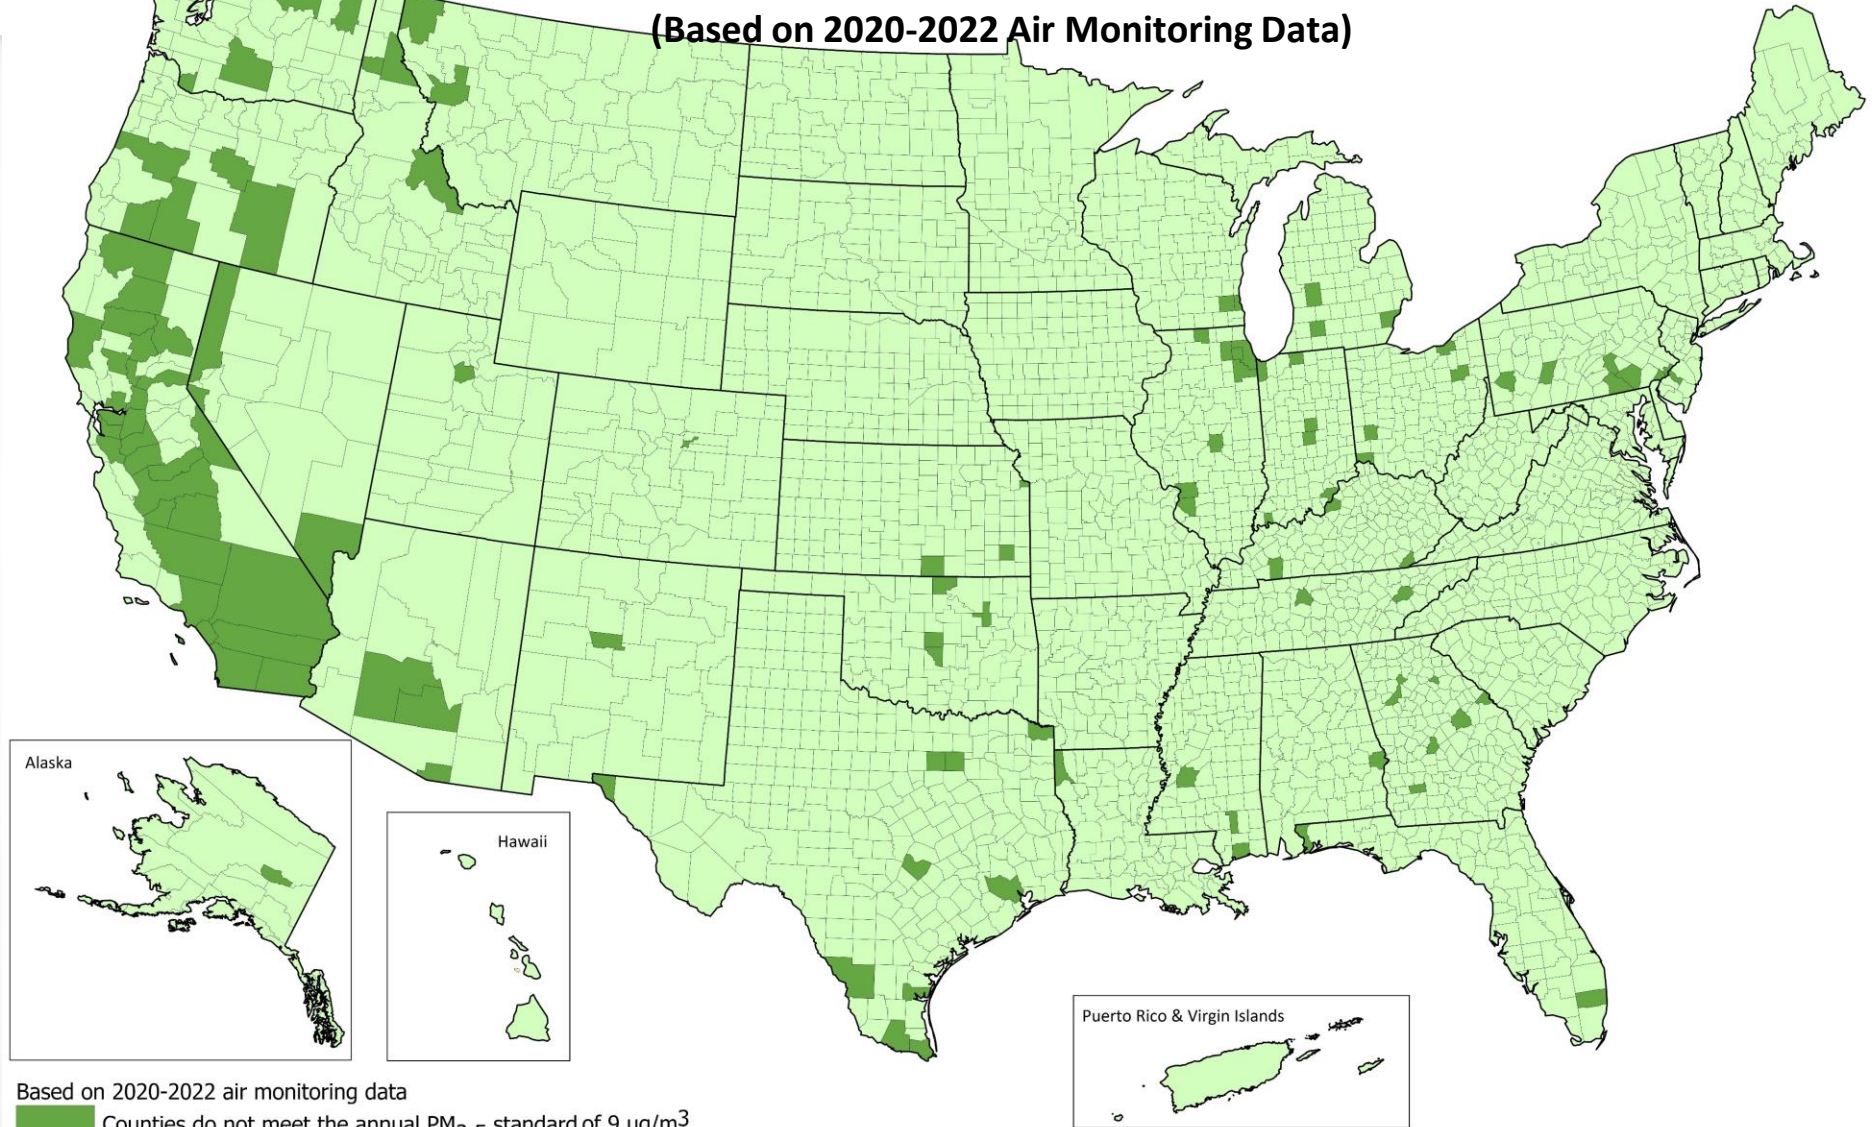 (Based on 2020-2022 Air Monitoring Data)
Alaska
Hawaii
Puerto Rico & Virgin Islands
Based on 2020-2022 air monitoring data
Counties do not meet the annual PM2.5 standard of 9 µg/m3